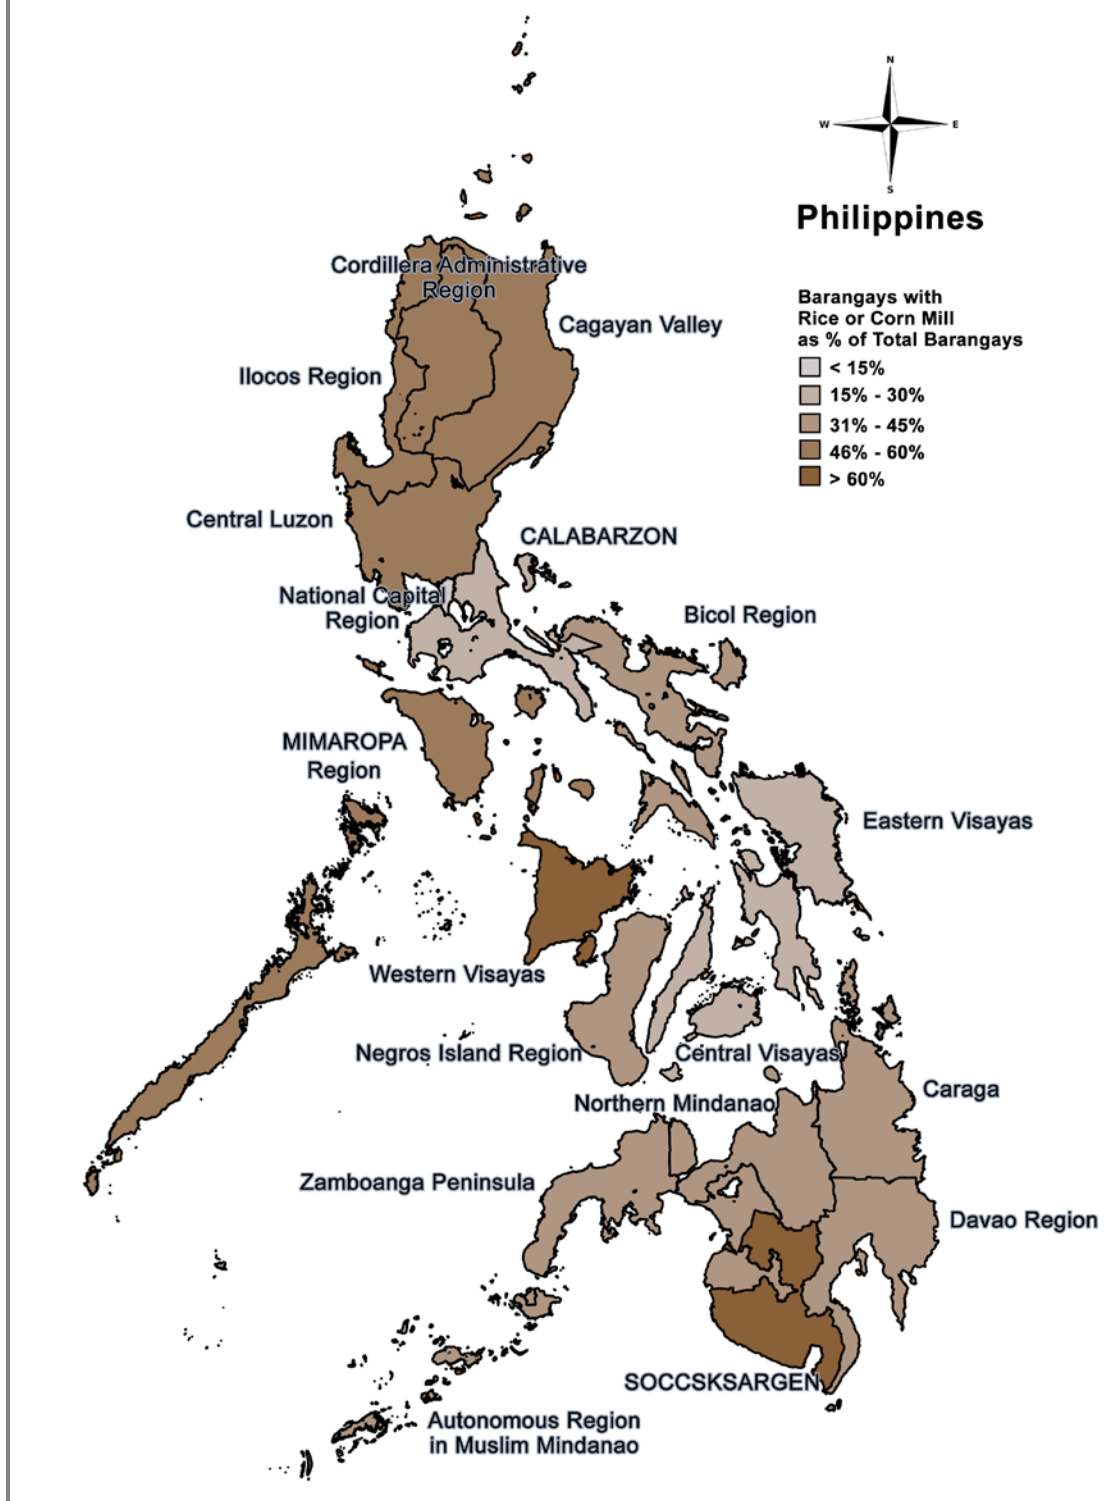 N
W E
S
Philippines
Barangays with
Rice or Corn Mill
as % of Total Barangays
< 15%
15% - 30%
31% - 45%
46% - 60%
> 60%
Cordillera Administrative
Region
Cagayan Valley
Ilocos Region
Central Luzon
CALABARZON
National Capital
Region
Bicol Region
MIMAROPA
Region
Eastern Visayas
Western Visayas
Negros Island Region
Central Visayas
Caraga
Northern Mindanao
Zamboanga Peninsula
Davao Region
SOCCSKSARGEN
Autonomous Region
in Muslim Mindanao